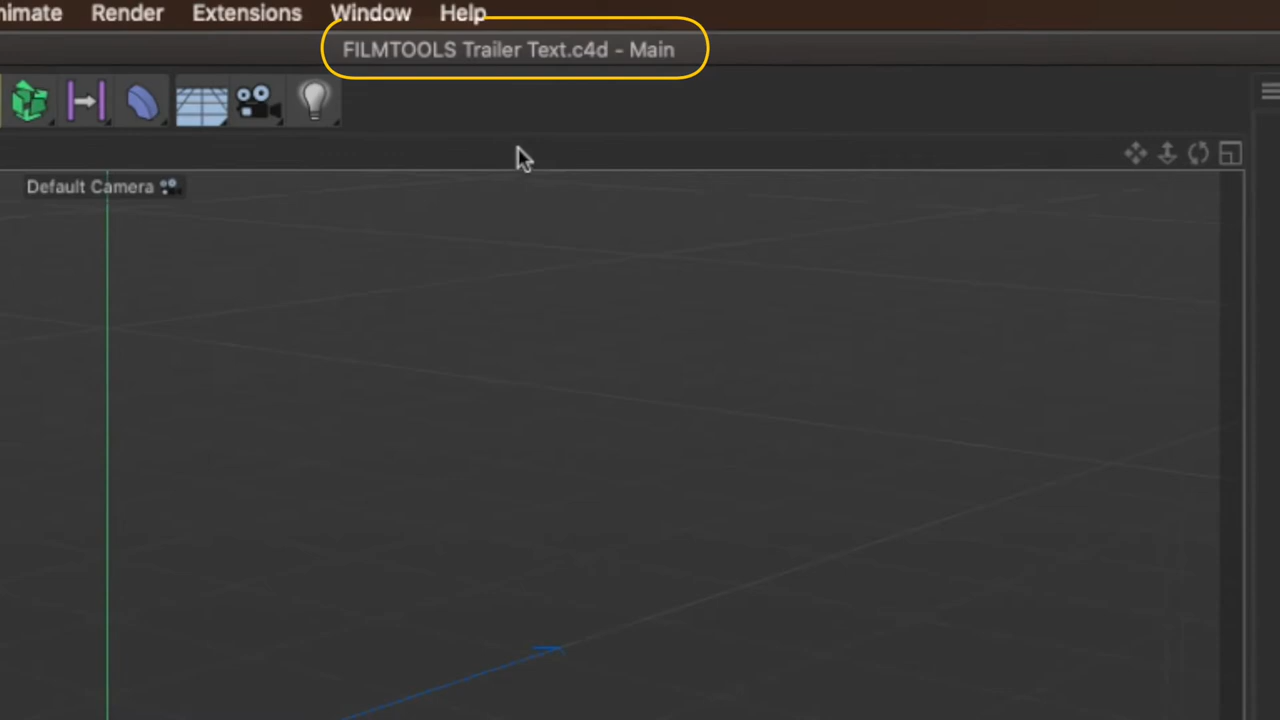 nimate Render Extensions Window Help
FILMTOOLS Trailer Text.c4d - Main
Default Camera